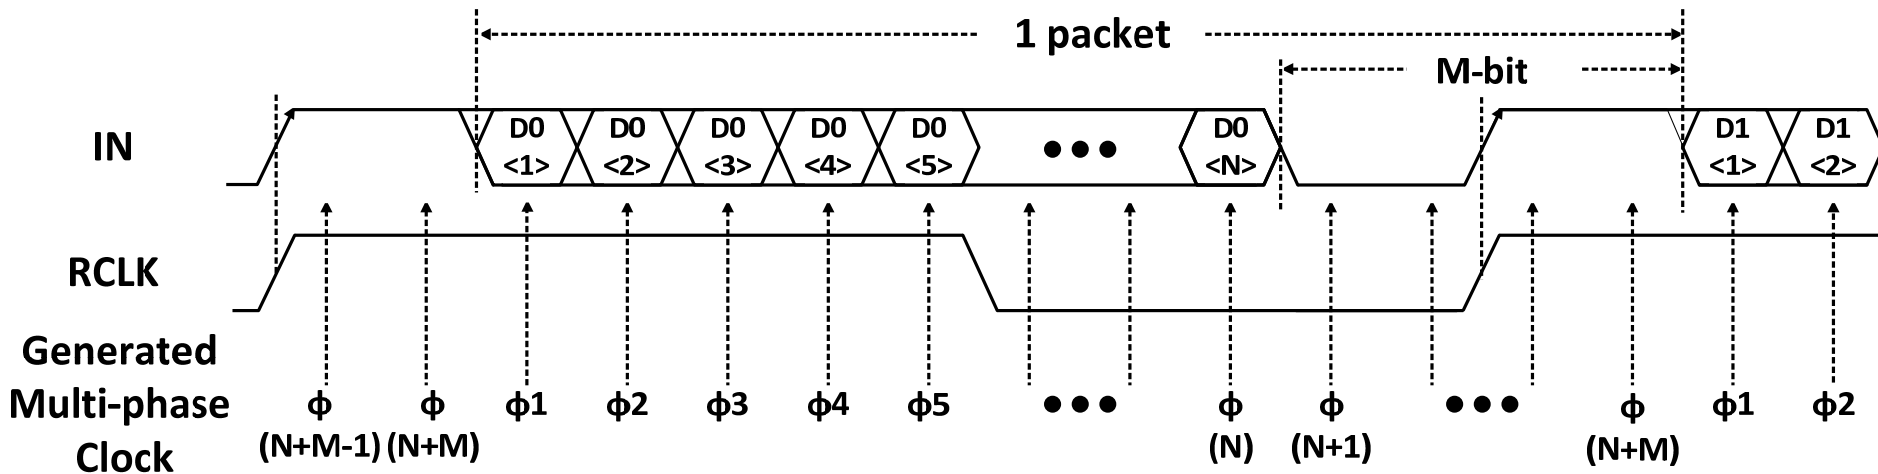 1 packet
M-bit
IN
D0 D0 D0 D0 D0 ●●● D0 D1 D1
<1> <2> <3> <4> <5> <N> <1> <2>
RCLK
Generated
Multi-phase
Clock
ϕ ϕ ϕ1 ϕ2 ϕ3 ϕ4 ϕ5 ●●● ϕ ϕ ●●● ϕ ϕ1 ϕ2
(N+M-1) (N+M) (N) (N+1) (N+M)